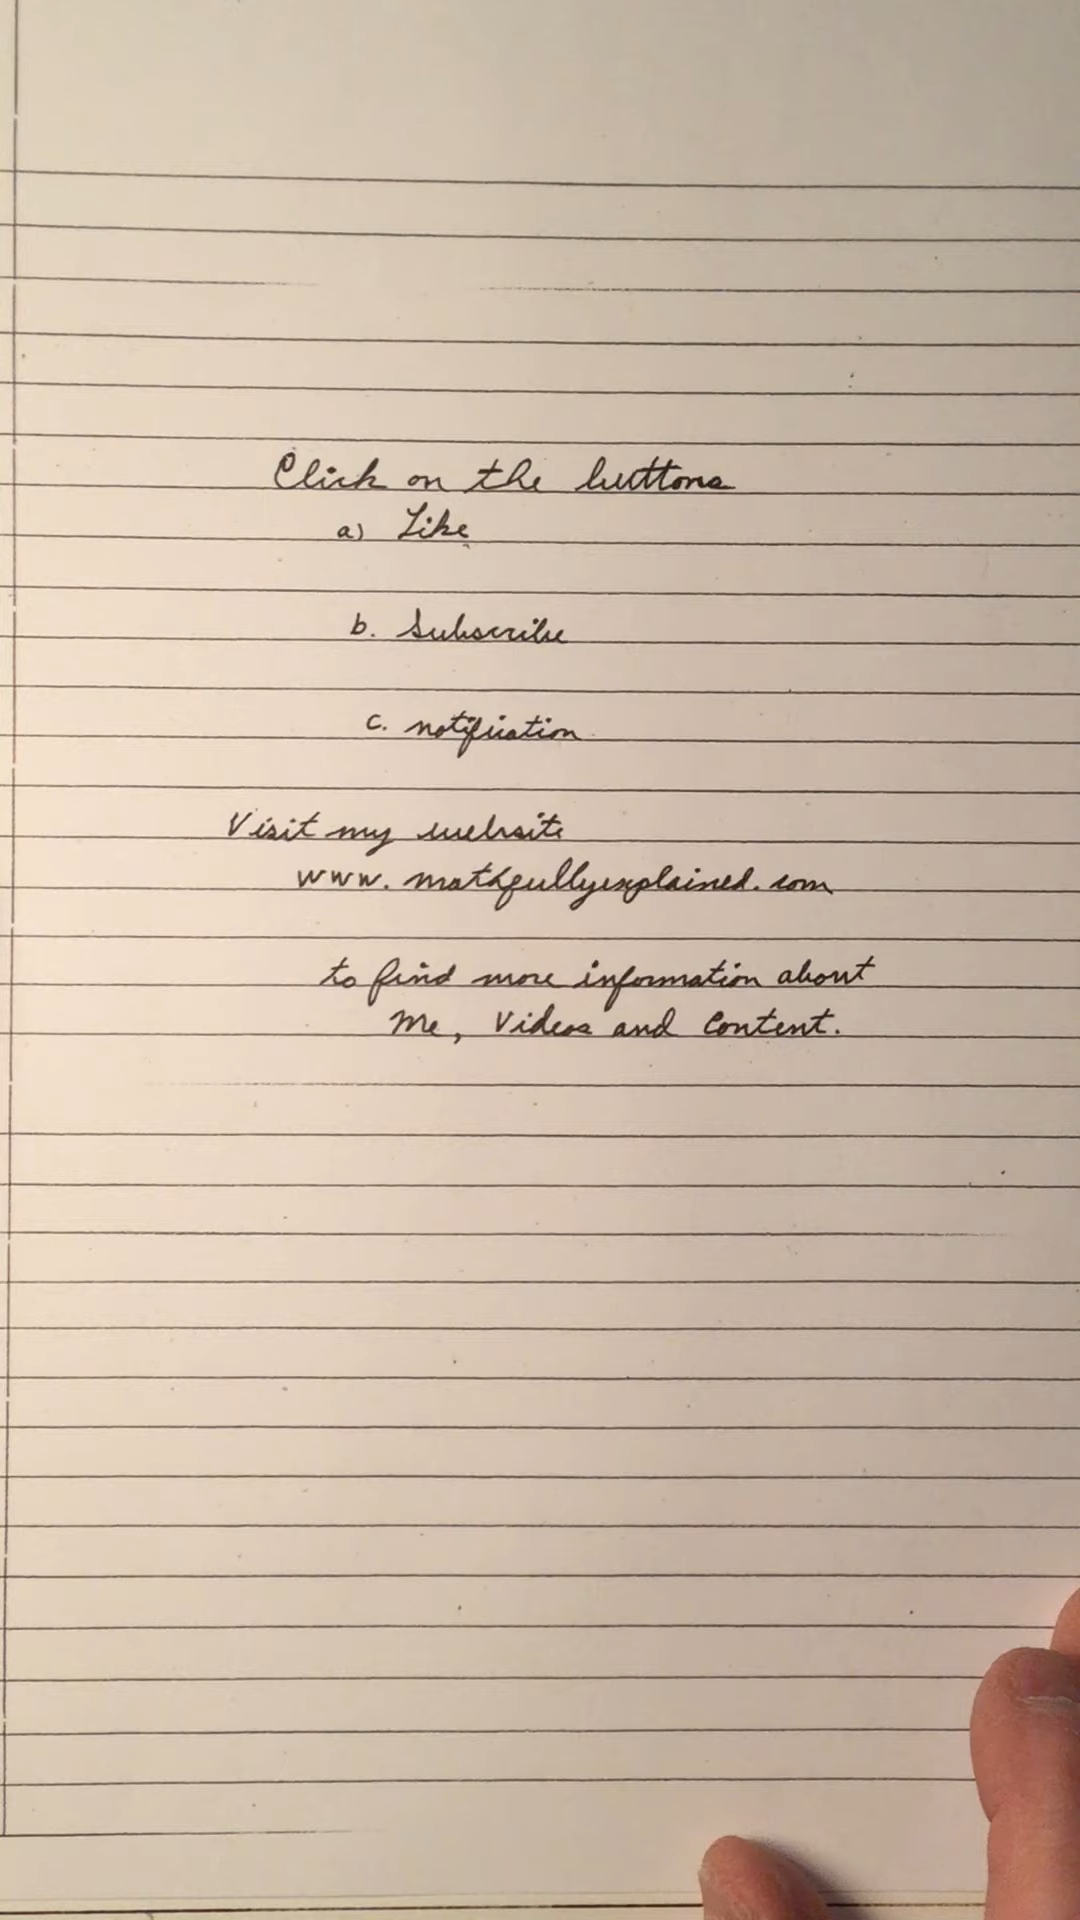 Click on the buttons
a) Like
b. Subscribe
c. notification
Visit my website
www.mathfullyexplained.com
to find more information about
Me, Videos and Content.